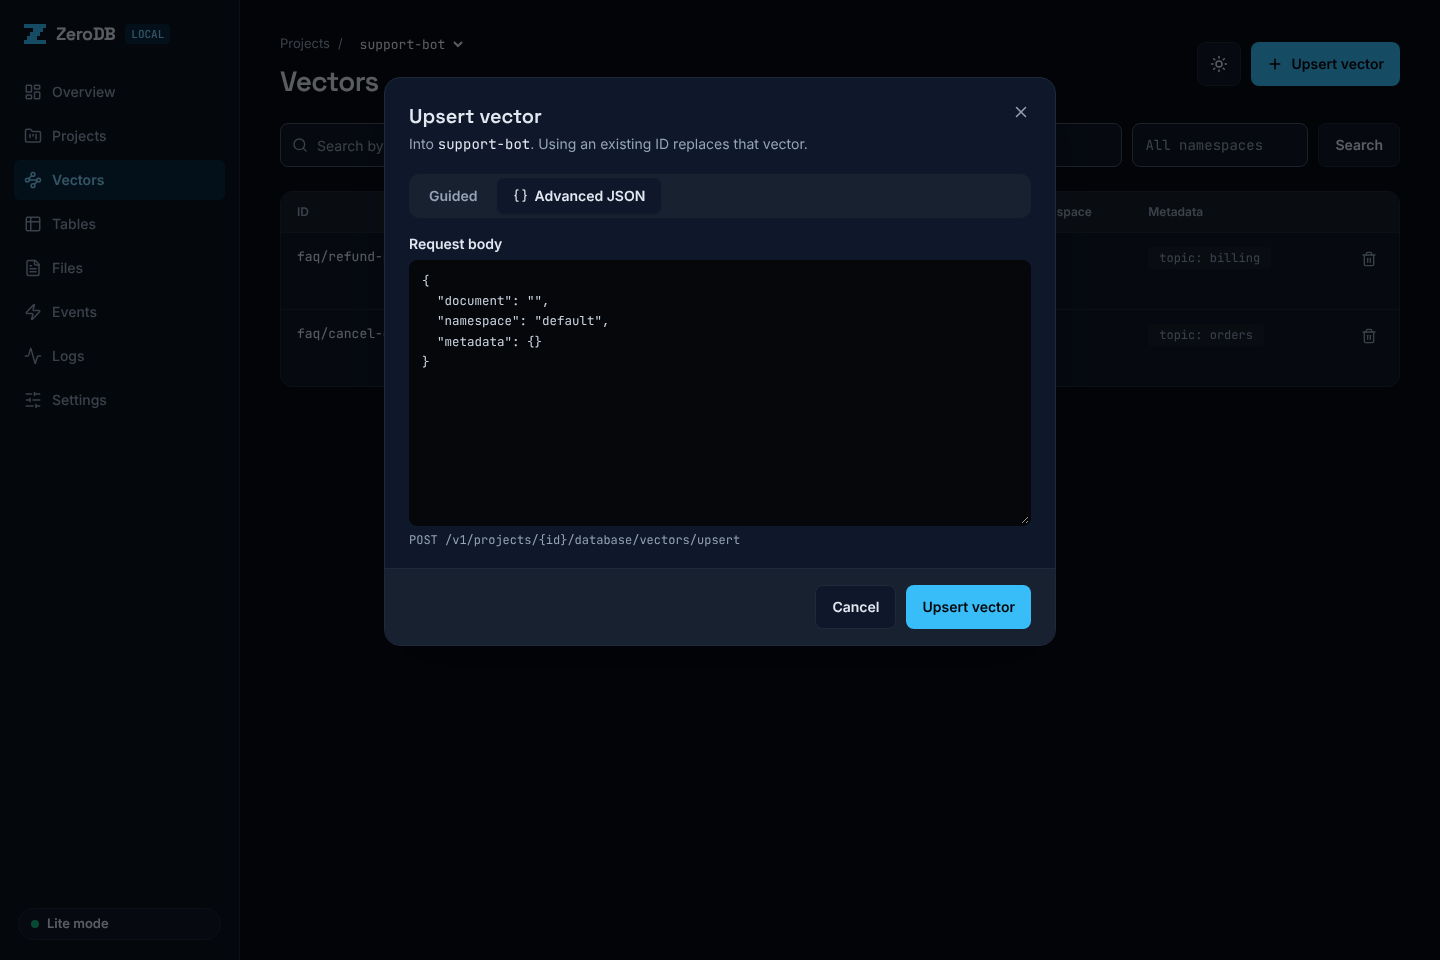 ZeroDB LOCAL
Overview
Projects
Vectors
Tables
Files
Events
Logs
Settings
Lite mode
Projects / support-bot
Vectors
Upsert vector
Search by
All namespaces
Search
ID
space
Metadata
faq/refund-
topic: billing
faq/cancel-
topic: orders
Upsert vector
Into support-bot. Using an existing ID replaces that vector.
Guided
{} Advanced JSON
Request body
{
"document": "",
"namespace": "default",
"metadata": {}
}
POST /v1/projects/{id}/database/vectors/upsert
Cancel
Upsert vector